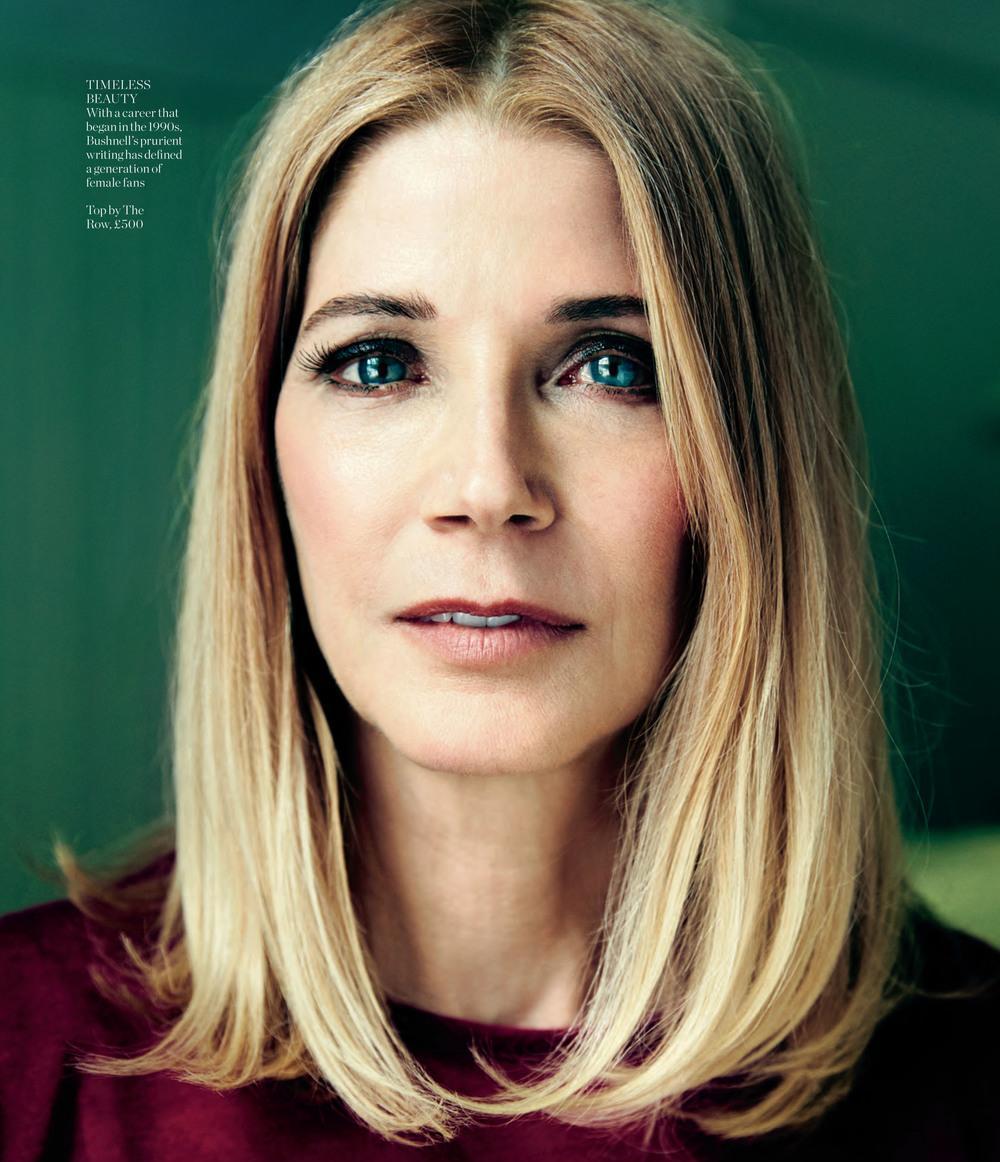 TIMELESS
BEAUTY
With a career that
began in the 1990s,
Bushnell’s prurient
writing has defined
a generation of
female fans
Top by The
Row, £500